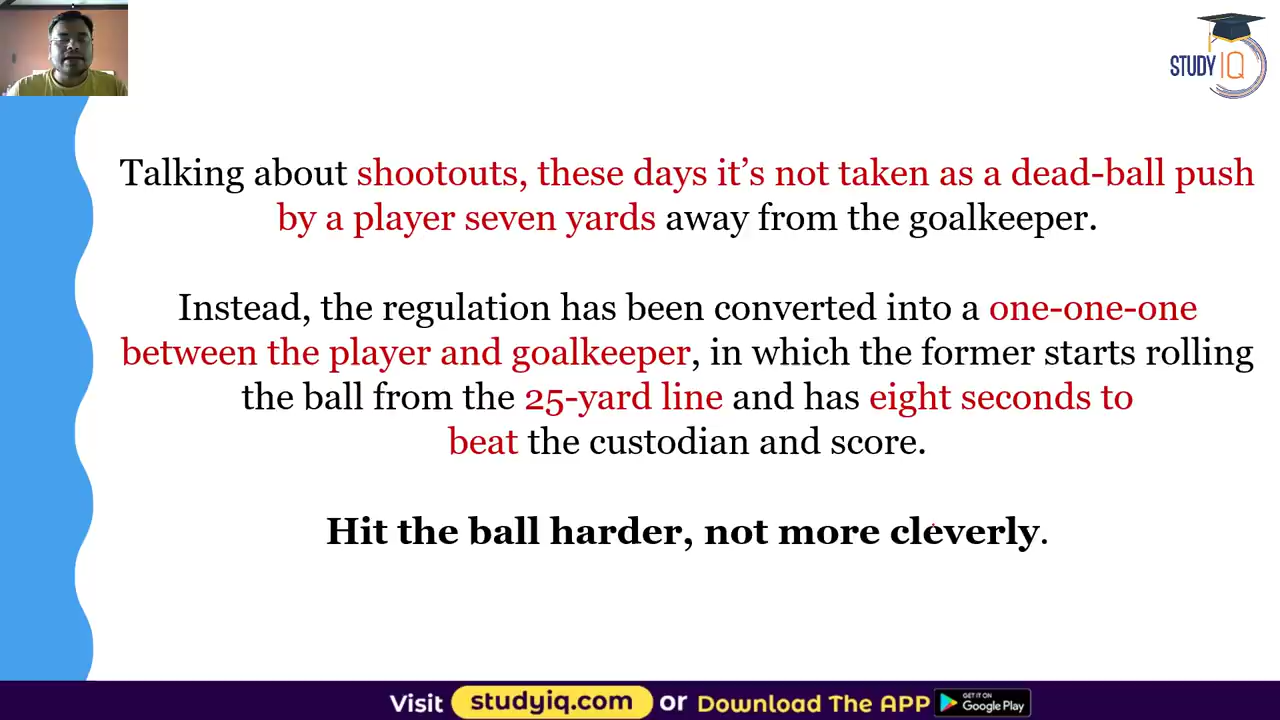 STUDY IQ
Talking about shootouts, these days it's not taken as a dead-ball push
by a player seven yards away from the goalkeeper.
Instead, the regulation has been converted into a one-one-one
between the player and goalkeeper, in which the former starts rolling
the ball from the 25-yard line and has eight seconds to
beat the custodian and score.
Hit the ball harder, not more cleverly.
Visit studyiq.com or Download The APP GET IT ON Google Play